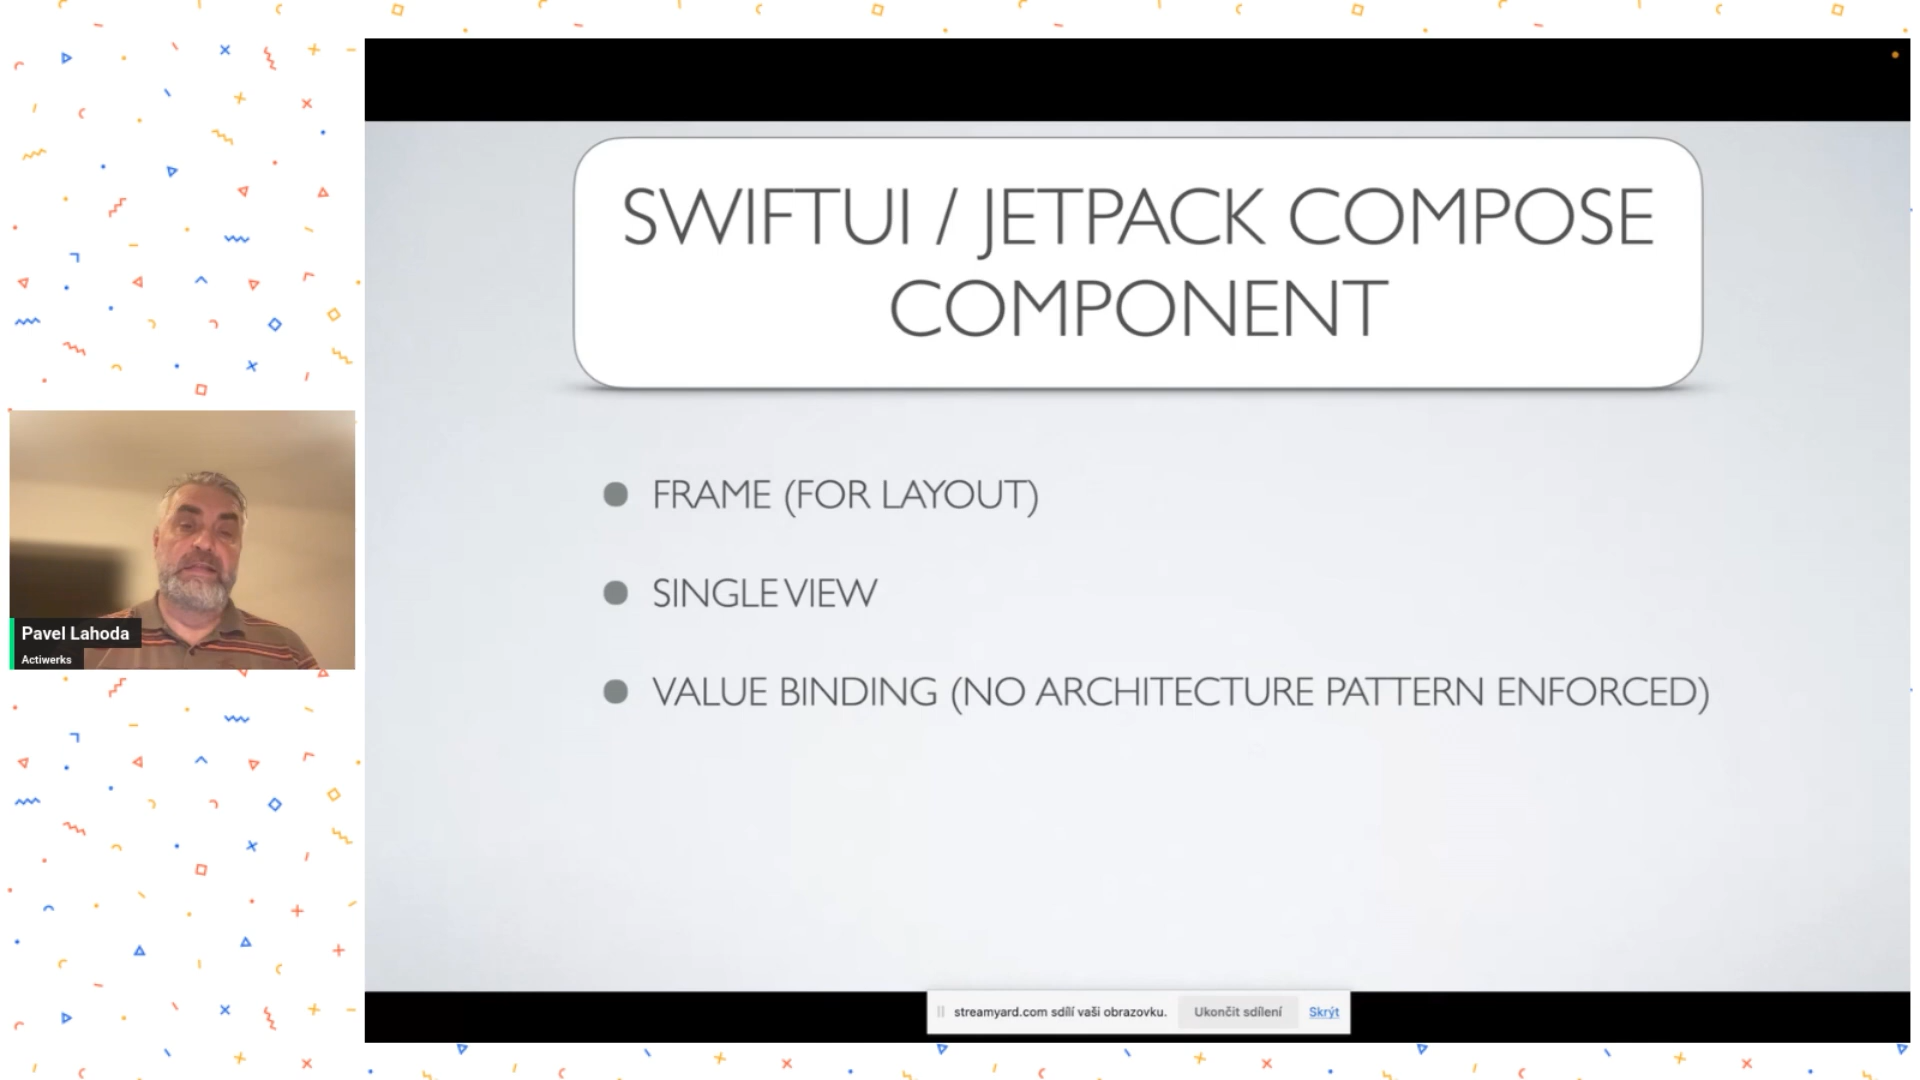 SWIFTUI / JETPACK COMPOSE
COMPONENT
FRAME (FOR LAYOUT)
SINGLE VIEW
VALUE BINDING (NO ARCHITECTURE PATTERN ENFORCED)
Pavel Lahoda
Actiwerks
streamyard.com sdílí vaši obrazovku. Ukončit sdílení Skrýt